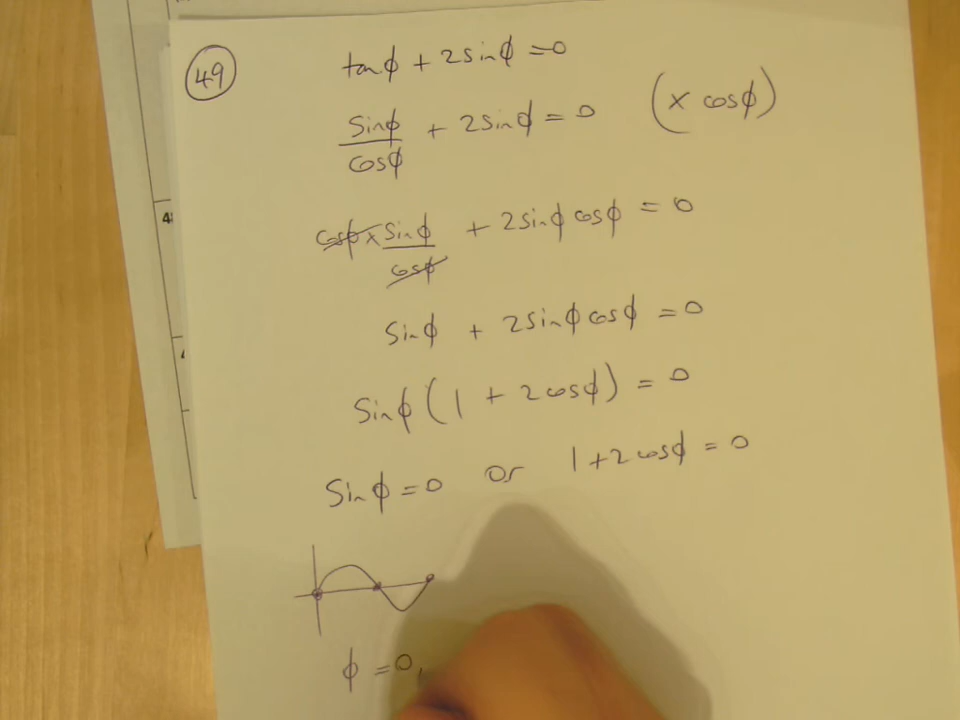 49 tanϕ + 2sinϕ = 0
sinϕ/cosϕ + 2sinϕ = 0 (× cosϕ)
cosϕ × sinϕ/cosϕ + 2sinϕ cosϕ = 0
sinϕ + 2sinϕ cosϕ = 0
sinϕ (1 + 2cosϕ) = 0
sinϕ = 0 or 1 + 2cosϕ = 0
ϕ = 0,